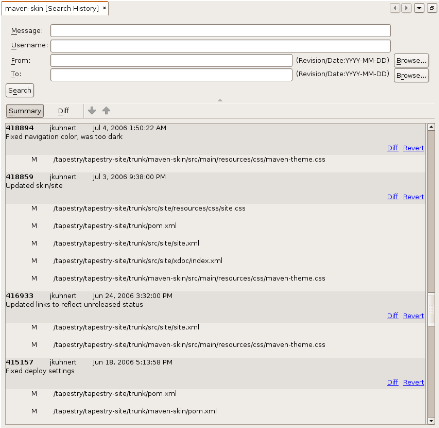 maven-skin [Search History]
Message:
Username:
From: (Revision/Date:YYYY-MM-DD) Browse...
To: (Revision/Date:YYYY-MM-DD) Browse...
Search
Summary Diff
418894 jkuhnert Jul 4, 2006 1:50:22 AM
Fixed navigation color, was too dark
Diff Revert
M /tapestry/tapestry-site/trunk/maven-skin/src/main/resources/css/maven-theme.css
418859 jkuhnert Jul 3, 2006 9:38:00 PM
Updated skin/site
Diff Revert
M /tapestry/tapestry-site/trunk/src/site/resources/css/site.css
M /tapestry/tapestry-site/trunk/pom.xml
M /tapestry/tapestry-site/trunk/src/site/site.xml
M /tapestry/tapestry-site/trunk/src/site/xdoc/index.xml
M /tapestry/tapestry-site/trunk/maven-skin/src/main/resources/css/maven-theme.css
416933 jkuhnert Jun 24, 2006 3:32:00 PM
Updated links to reflect unreleased status
Diff Revert
M /tapestry/tapestry-site/trunk/src/site/site.xml
M /tapestry/tapestry-site/trunk/maven-skin/src/main/resources/css/maven-theme.css
415157 jkuhnert Jun 18, 2006 5:13:58 PM
Fixed deploy settings
Diff Revert
M /tapestry/tapestry-site/trunk/pom.xml
M /tapestry/tapestry-site/trunk/maven-skin/pom.xml